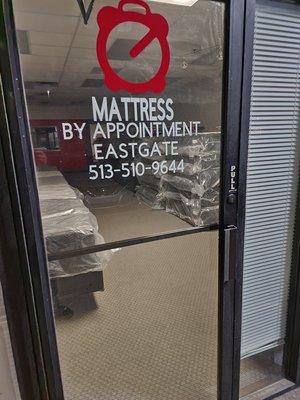 MATTRESS
BY APPOINTMENT
EASTGATE
513-510-9644
PULL